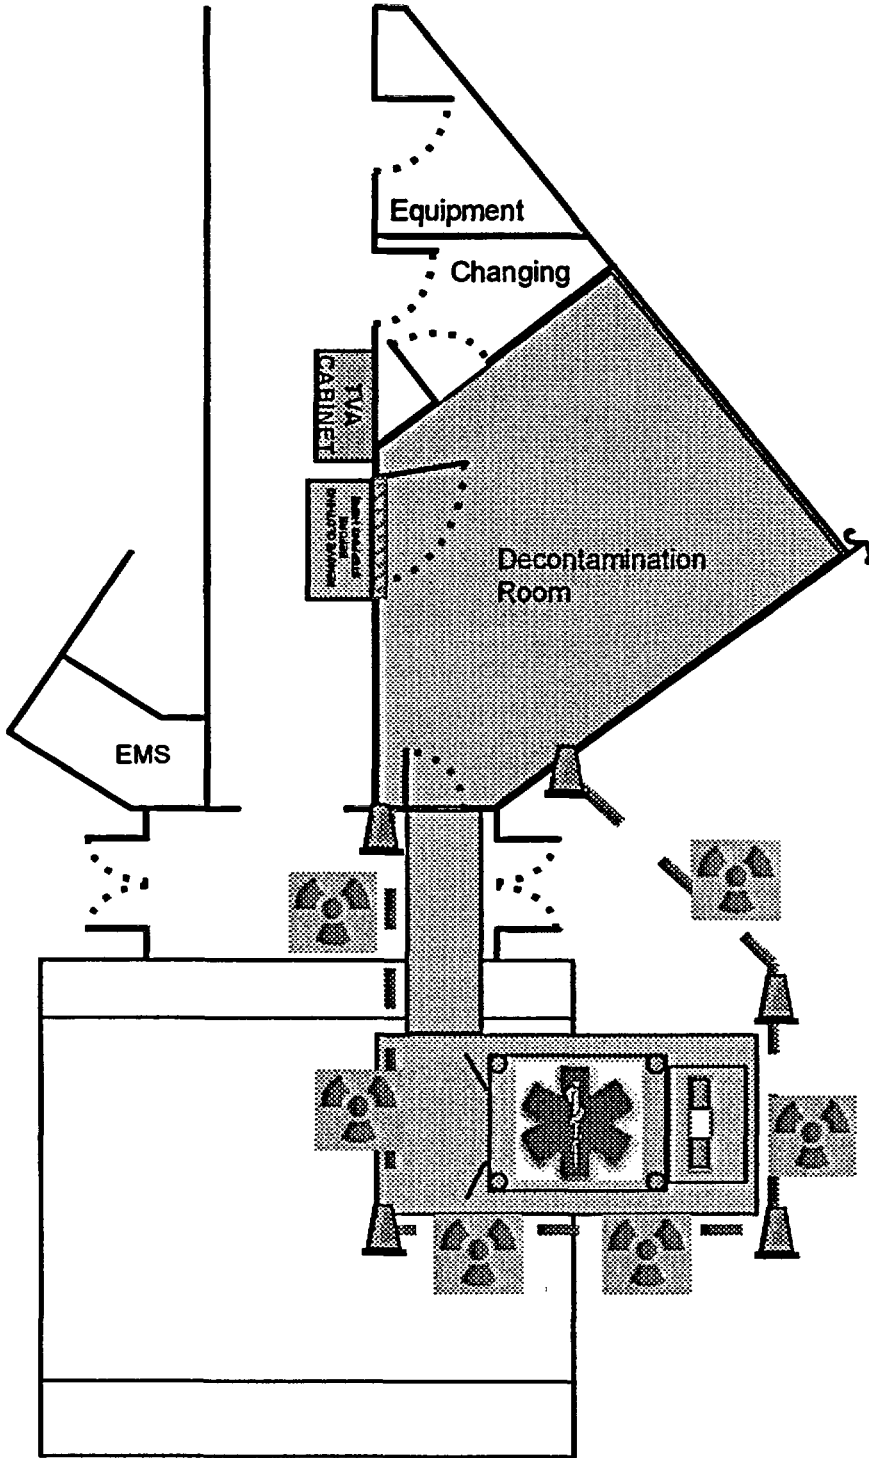 Equipment
Changing
TVA
CABINET
Decontamination
Room
EMS